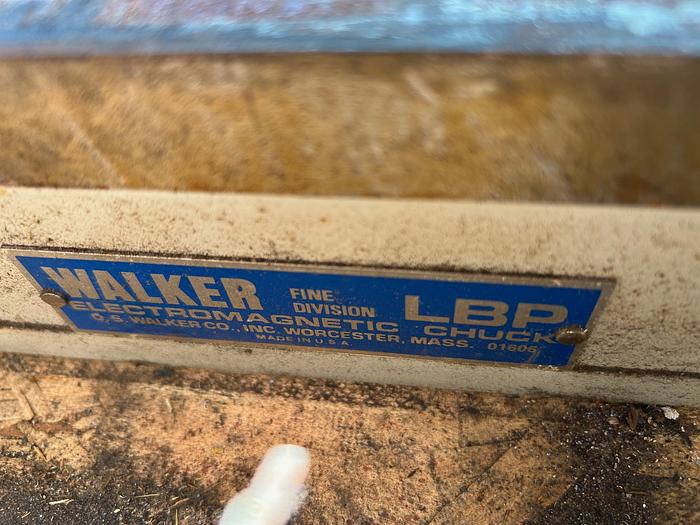 WALKER FINE DIVISION LBP
ELECTROMAGNETIC CHUCK
O. S. WALKER CO., INC. WORCESTER, MASS. 01606
MADE IN U.S.A.